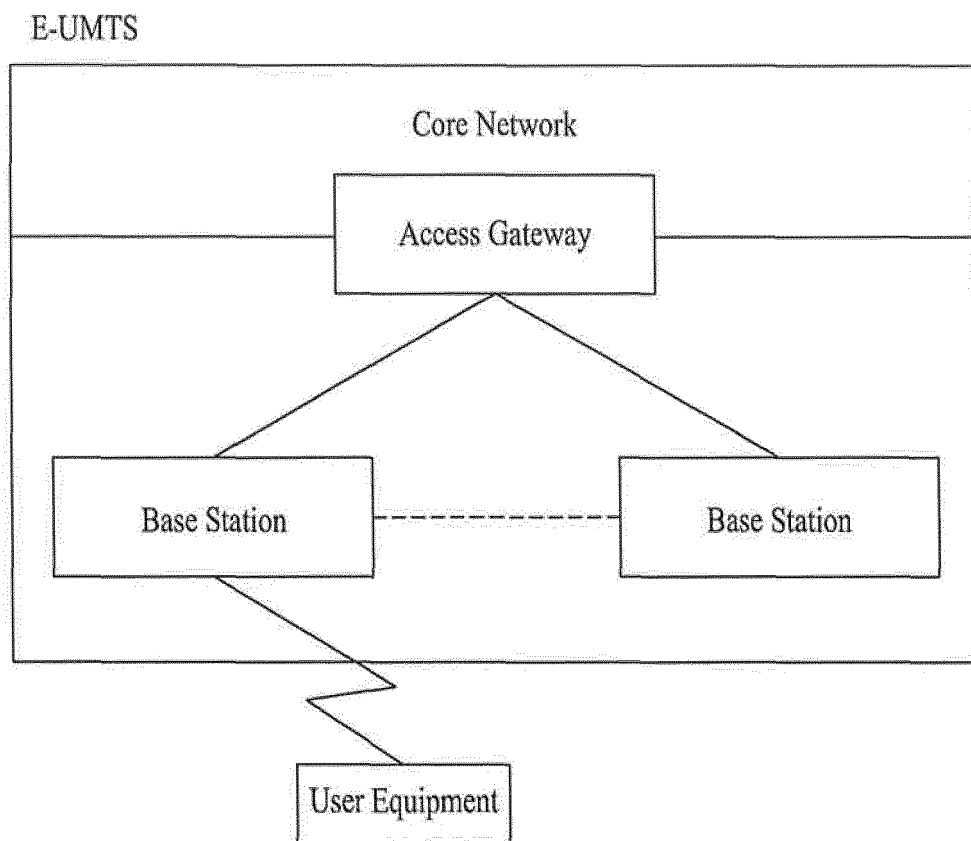 E-UMTS
Core Network
Access Gateway
Base Station
Base Station
User Equipment